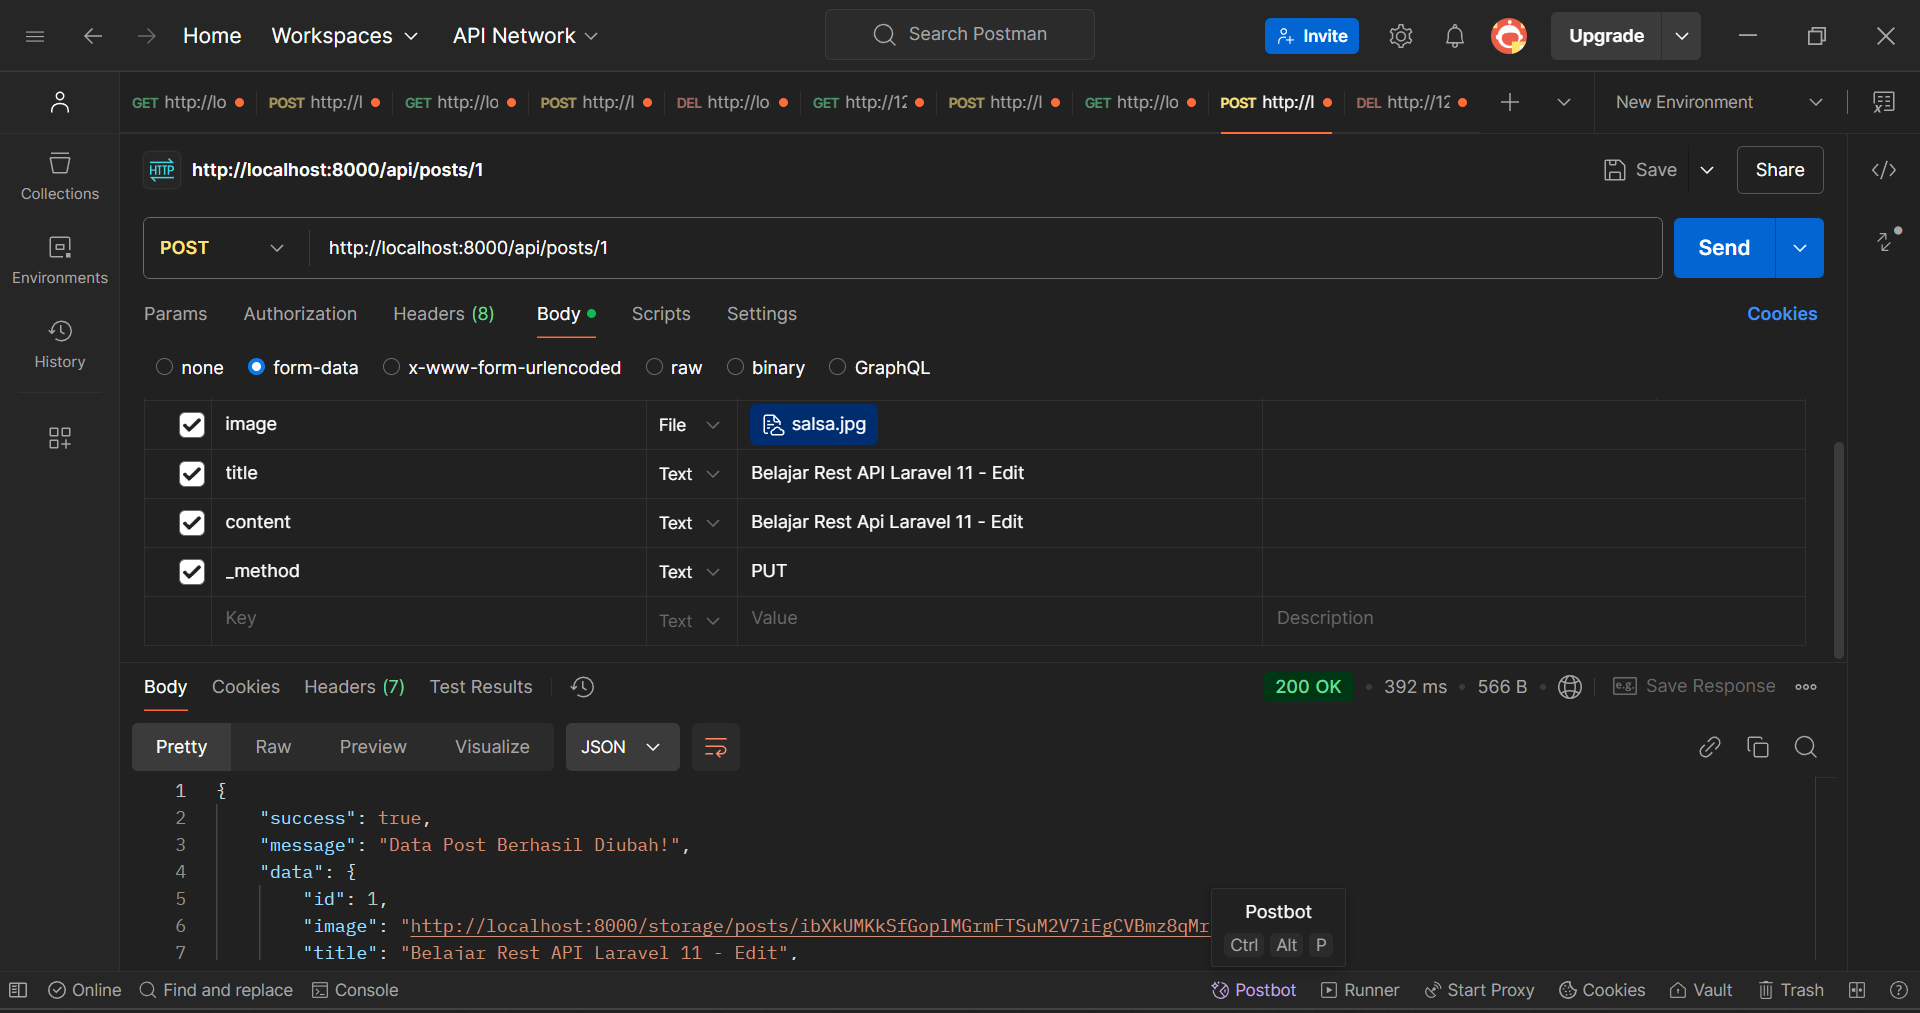 Home Workspaces API Network Search Postman Invite Upgrade
GET http://lo POST http://l GET http://lo POST http://l DEL http://lo GET http://12 POST http://l GET http://lo POST http://l DEL http://12 New Environment
HTTP http://localhost:8000/api/posts/1 Save Share
Collections
Environments
History
POST http://localhost:8000/api/posts/1 Send
Params Authorization Headers (8) Body Scripts Settings Cookies
none form-data x-www-form-urlencoded raw binary GraphQL
image File salsa.jpg
title Text Belajar Rest API Laravel 11 - Edit
content Text Belajar Rest Api Laravel 11 - Edit
_method Text PUT
Key Text Value Description
Body Cookies Headers (7) Test Results 200 OK • 392 ms • 566 B • e.g. Save Response
Pretty Raw Preview Visualize JSON
1 {
2 "success": true,
3 "message": "Data Post Berhasil Diubah!",
4 "data": {
5 "id": 1,
6 "image": "http://localhost:8000/storage/posts/ibXkUMKkSfGoplMGrmFTSuM2V7iEgCVBmz8qMr
7 "title": "Belajar Rest API Laravel 11 - Edit",
Postbot
Ctrl Alt P
Online Find and replace Console Postbot Runner Start Proxy Cookies Vault Trash